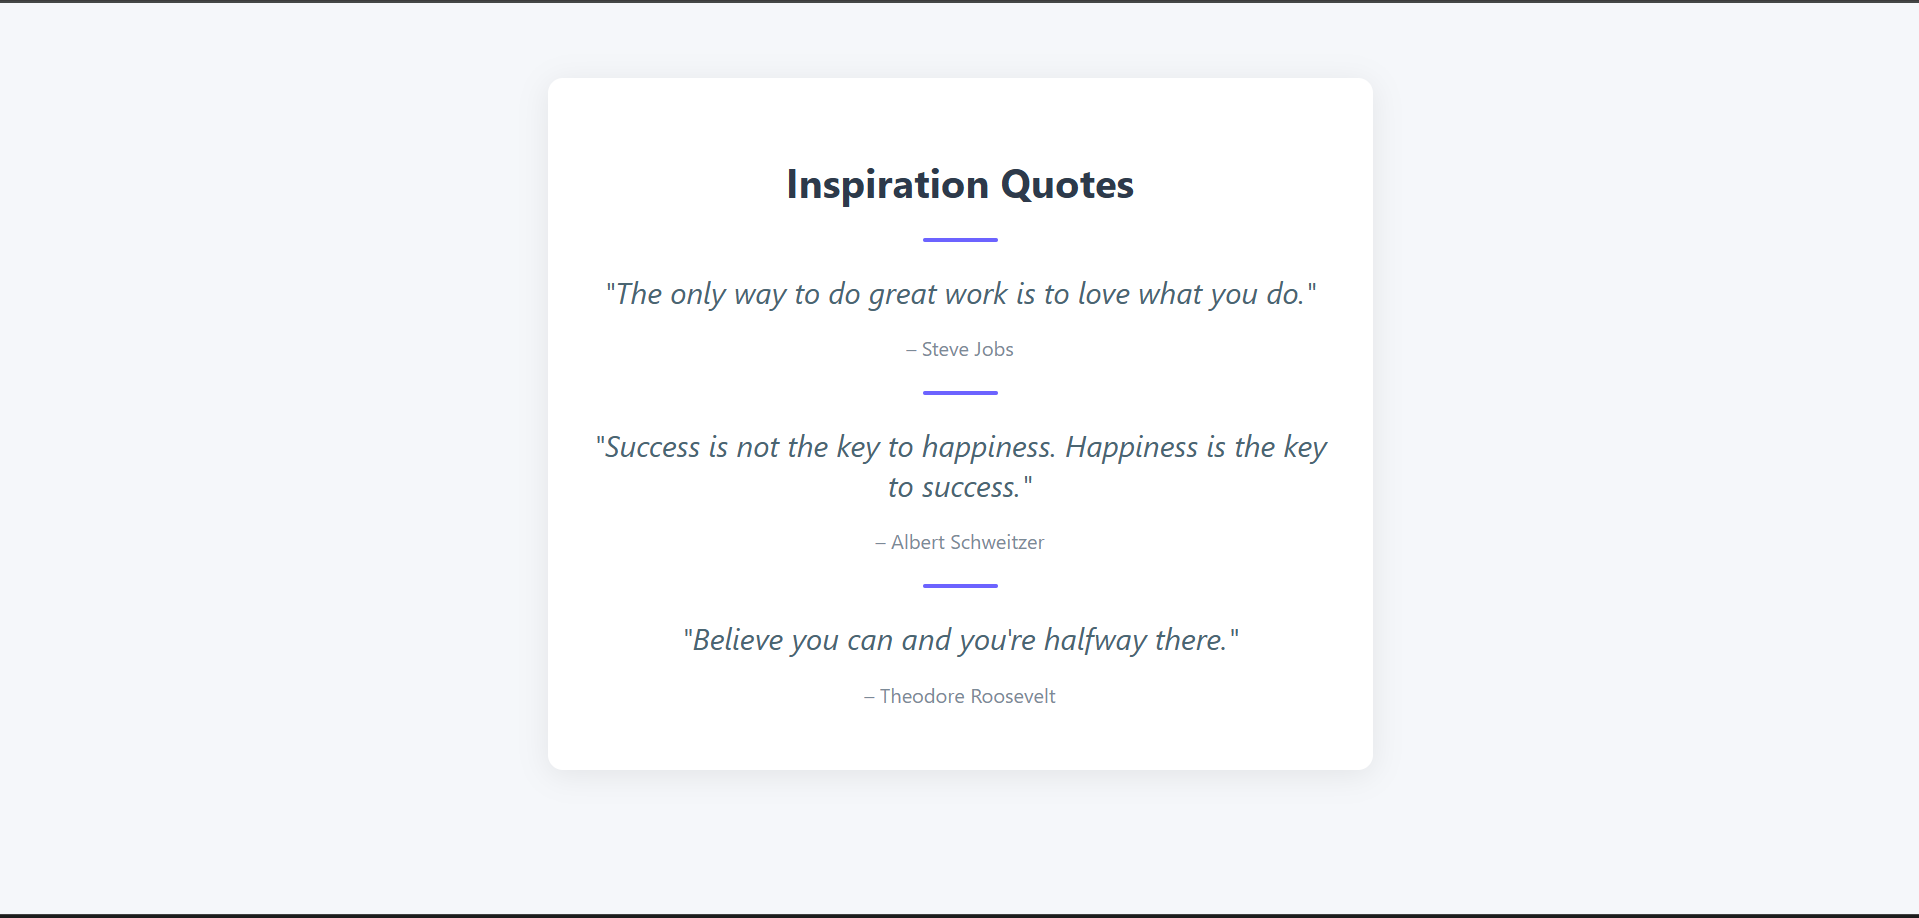 Inspiration Quotes
"The only way to do great work is to love what you do."
– Steve Jobs
"Success is not the key to happiness. Happiness is the key
to success."
– Albert Schweitzer
"Believe you can and you're halfway there."
– Theodore Roosevelt